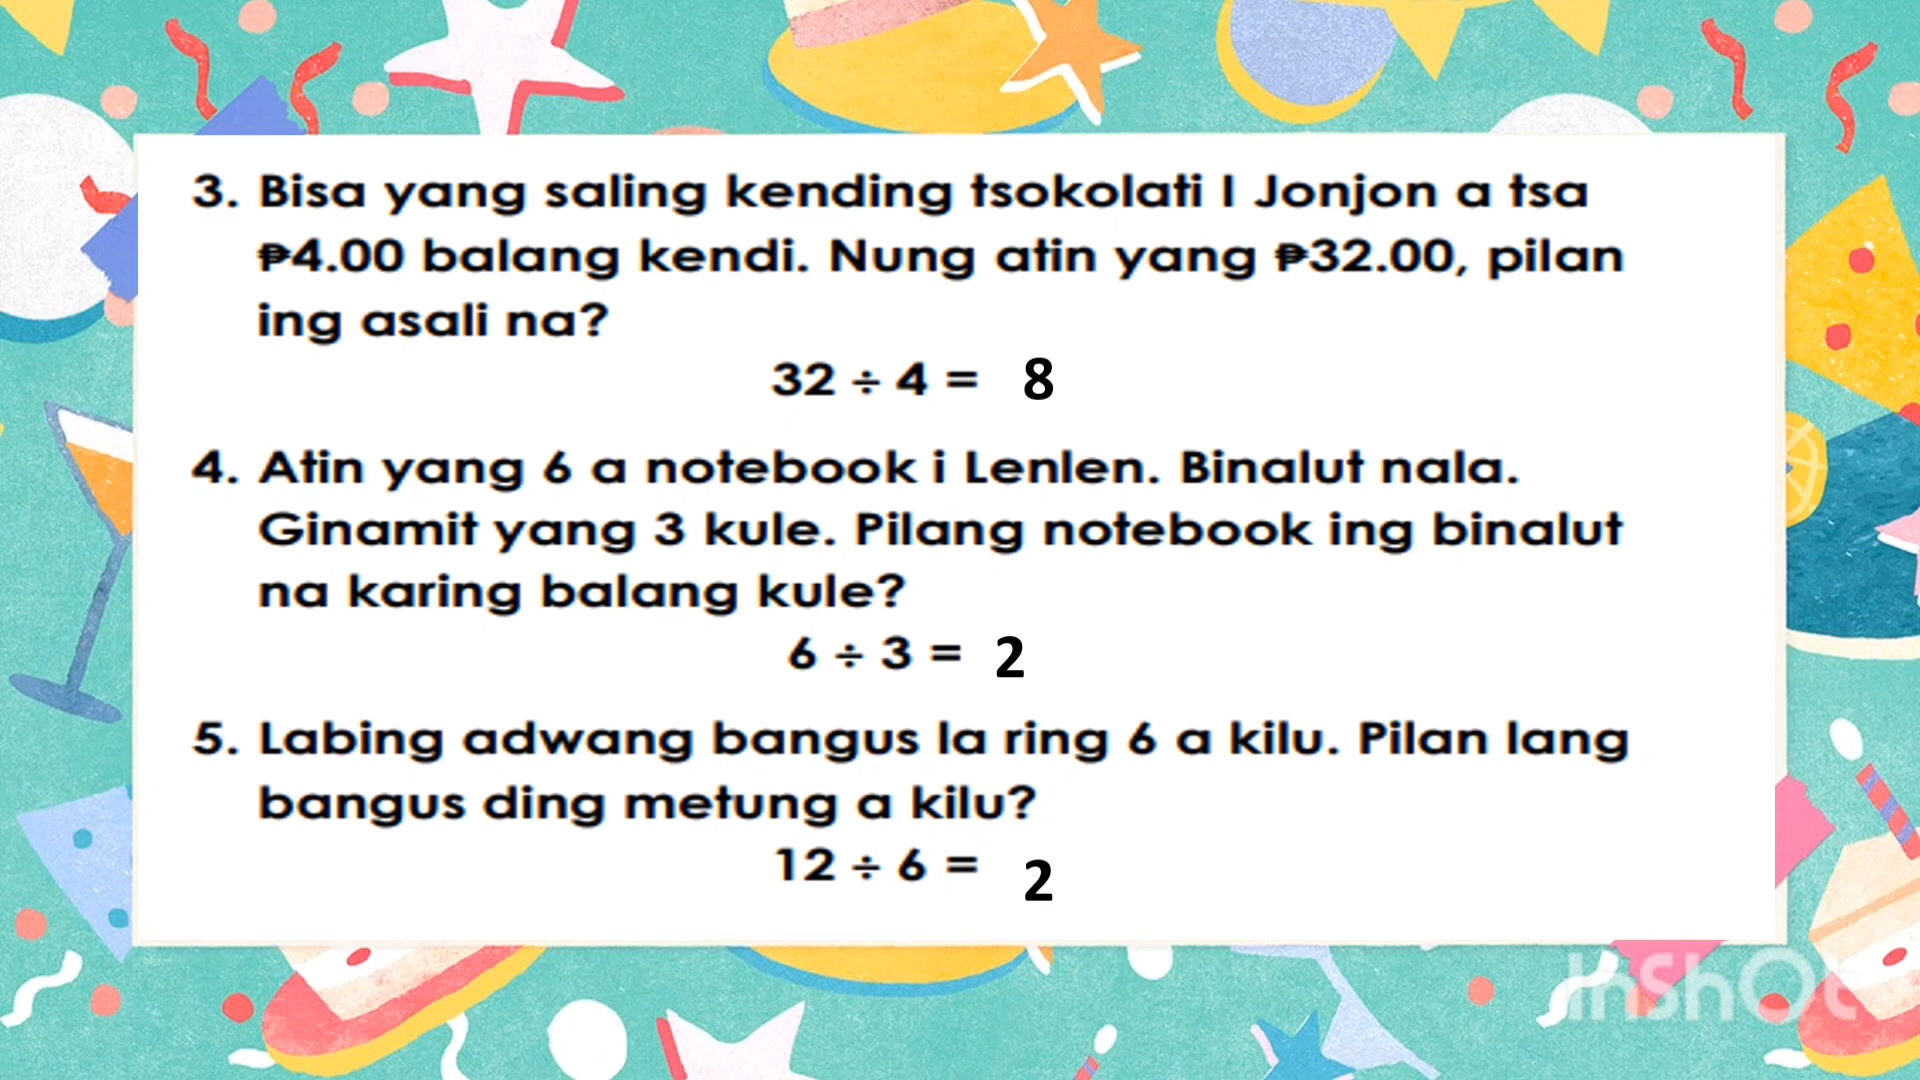 3. Bisa yang saling kending tsokolati I Jonjon a tsa
₱4.00 balang kendi. Nung atin yang ₱32.00, pilan
ing asali na?
32 ÷ 4 = 8
4. Atin yang 6 a notebook i Lenlen. Binalut nala.
Ginamit yang 3 kule. Pilang notebook ing binalut
na karing balang kule?
6 ÷ 3 = 2
5. Labing adwang bangus la ring 6 a kilu. Pilan lang
bangus ding metung a kilu?
12 ÷ 6 = 2
InShOt